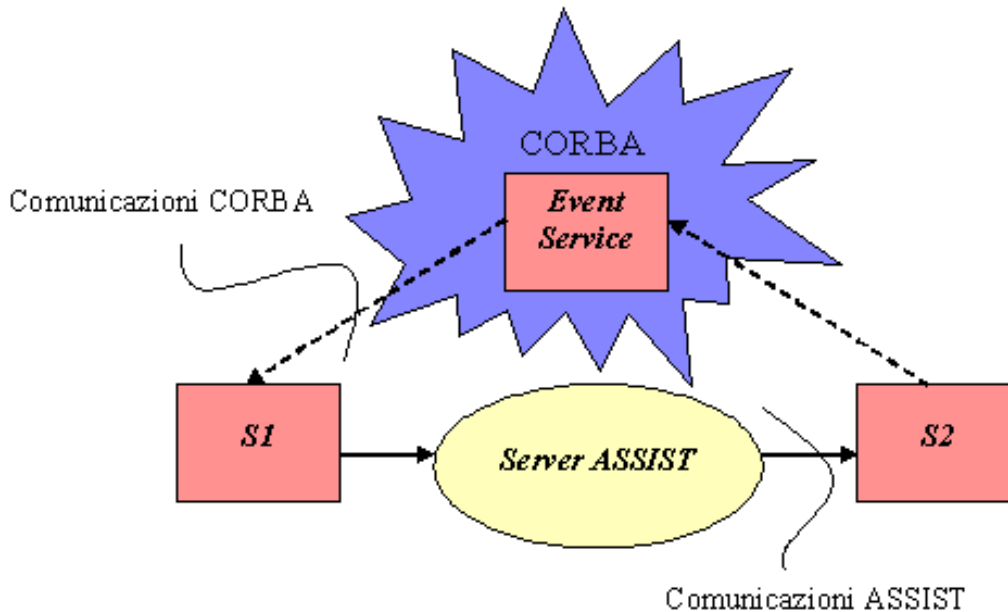 CORBA
Comunicazioni CORBA
Event
Service
S1
Server ASSIST
S2
Comunicazioni ASSIST